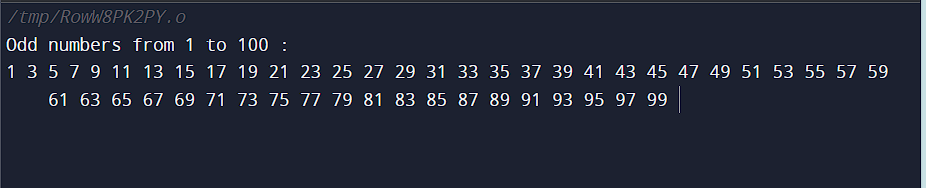 /tmp/RowW8PK2PY.o
Odd numbers from 1 to 100 :
1 3 5 7 9 11 13 15 17 19 21 23 25 27 29 31 33 35 37 39 41 43 45 47 49 51 53 55 57 59
61 63 65 67 69 71 73 75 77 79 81 83 85 87 89 91 93 95 97 99